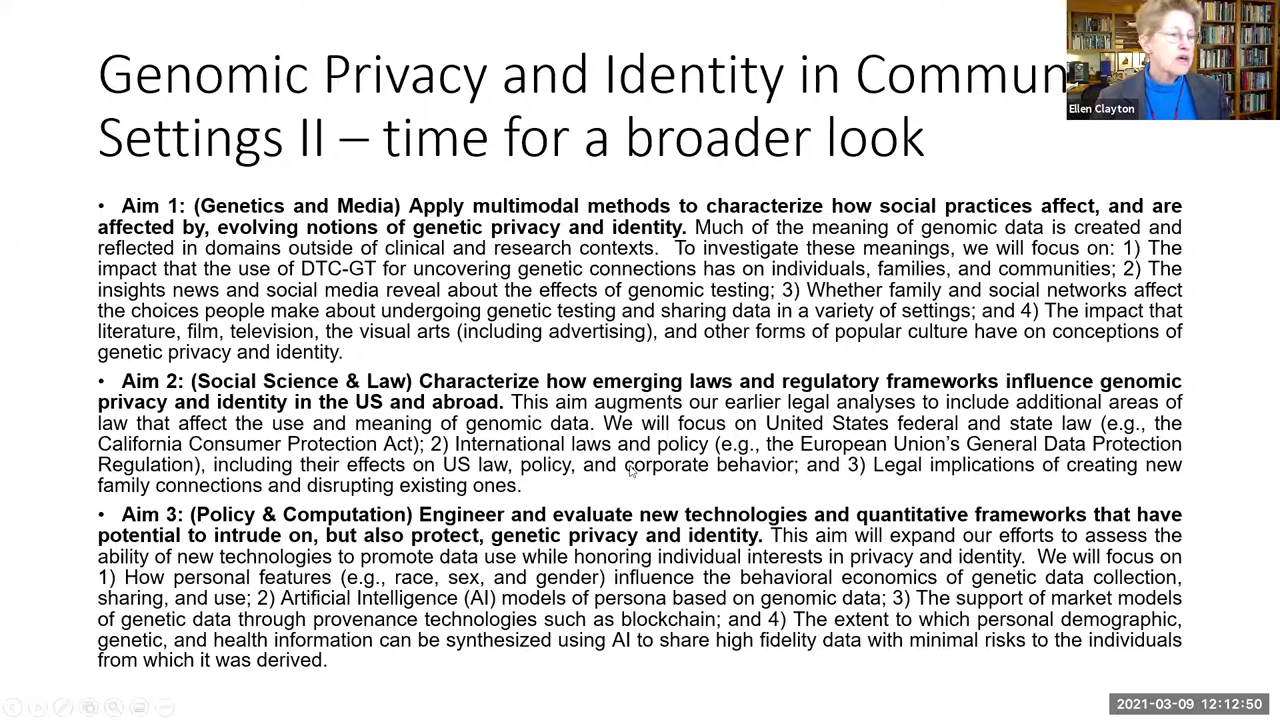 Genomic Privacy and Identity in Commun
Settings II – time for a broader look
Ellen Clayton
• Aim 1: (Genetics and Media) Apply multimodal methods to characterize how social practices affect, and are
affected by, evolving notions of genetic privacy and identity. Much of the meaning of genomic data is created and
reflected in domains outside of clinical and research contexts. To investigate these meanings, we will focus on: 1) The
impact that the use of DTC-GT for uncovering genetic connections has on individuals, families, and communities; 2) The
insights news and social media reveal about the effects of genomic testing; 3) Whether family and social networks affect
the choices people make about undergoing genetic testing and sharing data in a variety of settings; and 4) The impact that
literature, film, television, the visual arts (including advertising), and other forms of popular culture have on conceptions of
genetic privacy and identity.
• Aim 2: (Social Science & Law) Characterize how emerging laws and regulatory frameworks influence genomic
privacy and identity in the US and abroad. This aim augments our earlier legal analyses to include additional areas of
law that affect the use and meaning of genomic data. We will focus on United States federal and state law (e.g., the
California Consumer Protection Act); 2) International laws and policy (e.g., the European Union’s General Data Protection
Regulation), including their effects on US law, policy, and corporate behavior; and 3) Legal implications of creating new
family connections and disrupting existing ones.
• Aim 3: (Policy & Computation) Engineer and evaluate new technologies and quantitative frameworks that have
potential to intrude on, but also protect, genetic privacy and identity. This aim will expand our efforts to assess the
ability of new technologies to promote data use while honoring individual interests in privacy and identity. We will focus on
1) How personal features (e.g., race, sex, and gender) influence the behavioral economics of genetic data collection,
sharing, and use; 2) Artificial Intelligence (AI) models of persona based on genomic data; 3) The support of market models
of genetic data through provenance technologies such as blockchain; and 4) The extent to which personal demographic,
genetic, and health information can be synthesized using AI to share high fidelity data with minimal risks to the individuals
from which it was derived.
2021-03-09 12:12:50